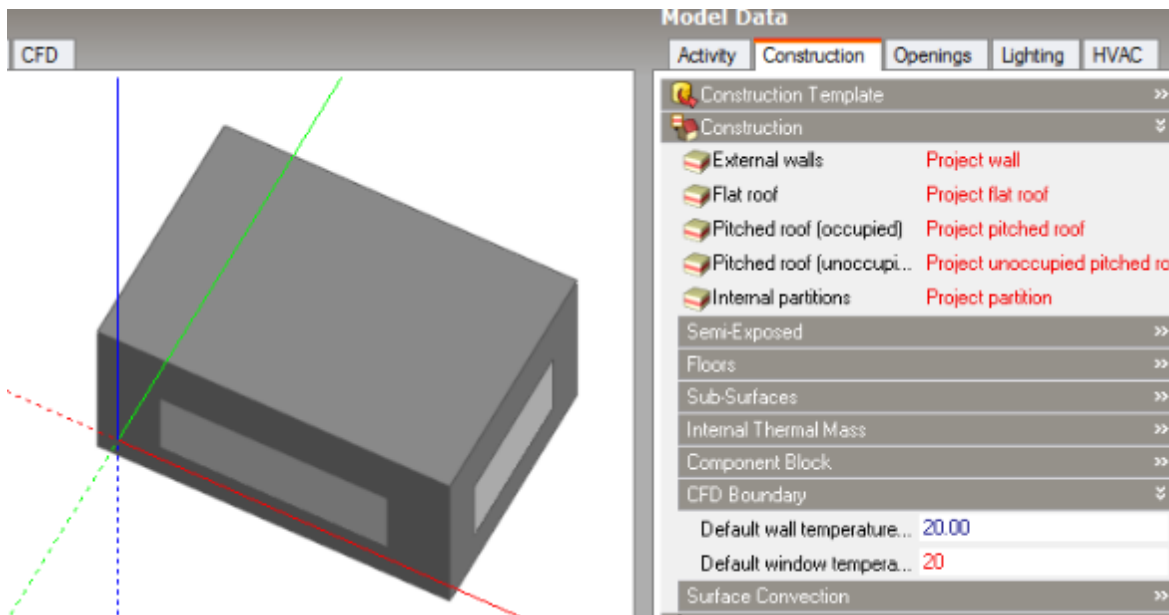 Model Data
CFD
Activity Construction Openings Lighting HVAC
Construction Template
Construction
External walls Project wall
Flat roof Project flat roof
Pitched roof (occupied) Project pitched roof
Pitched roof (unoccupi... Project unoccupied pitched ro
Internal partitions Project partition
Semi-Exposed
Floors
Sub-Surfaces
Internal Thermal Mass
Component Block
CFD Boundary
Default wall temperature... 20.00
Default window tempera... 20
Surface Convection